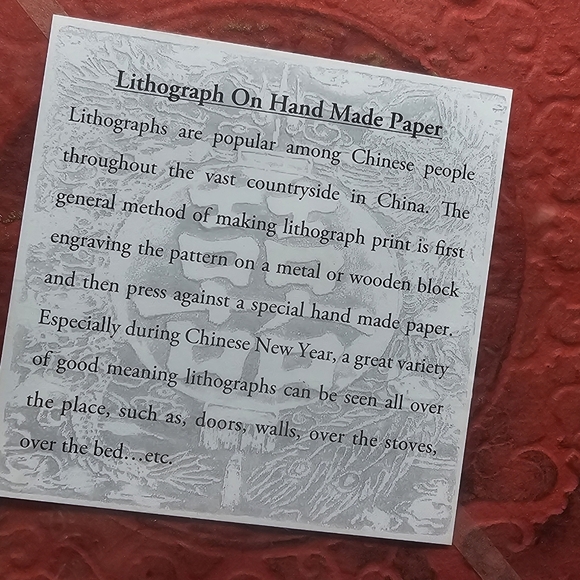 Lithograph On Hand Made Paper
Lithographs are popular among Chinese people
throughout the vast countryside in China. The
general method of making lithograph print is first
engraving the pattern on a metal or wooden block
and then press against a special hand made paper.
Especially during Chinese New Year, a great variety
of good meaning lithographs can be seen all over
the place, such as, doors, walls, over the stoves,
over the bed…etc.